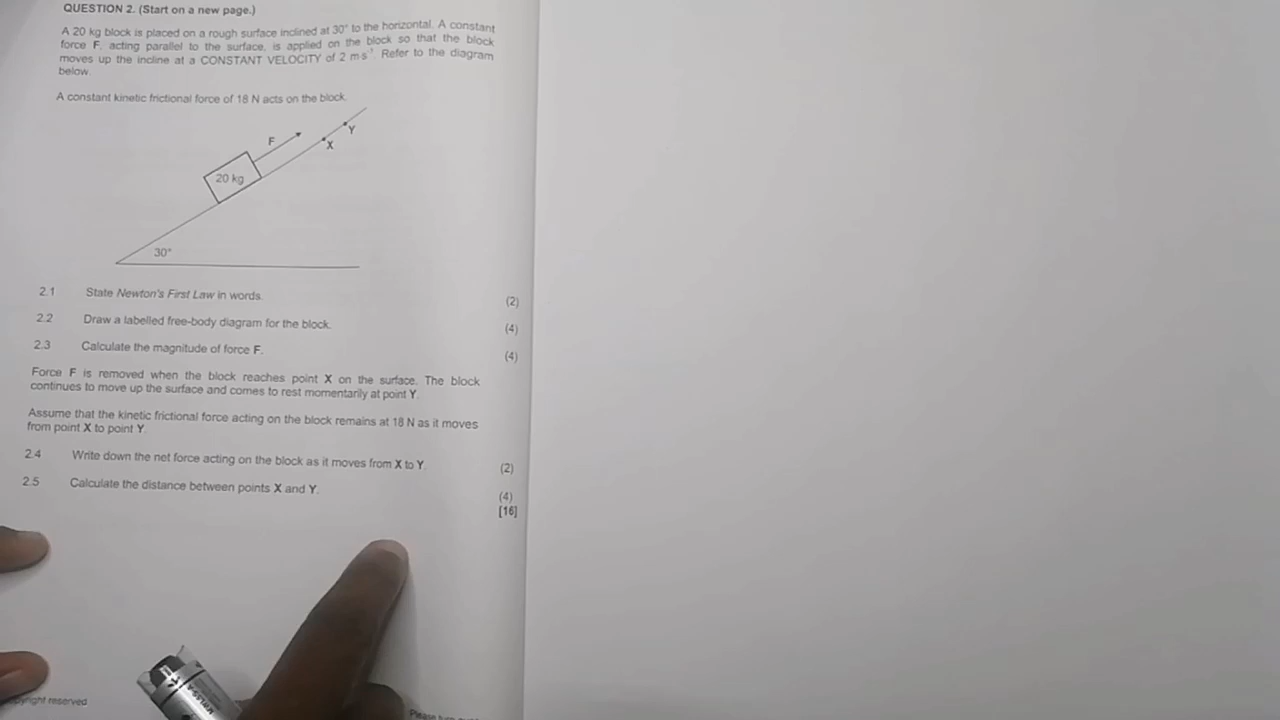 QUESTION 2. (Start on a new page.)
A 20 kg block is placed on a rough surface inclined at 30° to the horizontal. A constant
force F, acting parallel to the surface, is applied on the block so that the block
moves up the incline at a CONSTANT VELOCITY of 2 m·s⁻¹. Refer to the diagram
below.
A constant kinetic frictional force of 18 N acts on the block.
F
Y
X
20 kg
30°
2.1 State Newton's First Law in words. (2)
2.2 Draw a labelled free-body diagram for the block. (4)
2.3 Calculate the magnitude of force F. (4)
Force F is removed when the block reaches point X on the surface. The block
continues to move up the surface and comes to rest momentarily at point Y.
Assume that the kinetic frictional force acting on the block remains at 18 N as it moves
from point X to point Y.
2.4 Write down the net force acting on the block as it moves from X to Y. (2)
2.5 Calculate the distance between points X and Y. (4)
[16]
reserved
Please turn